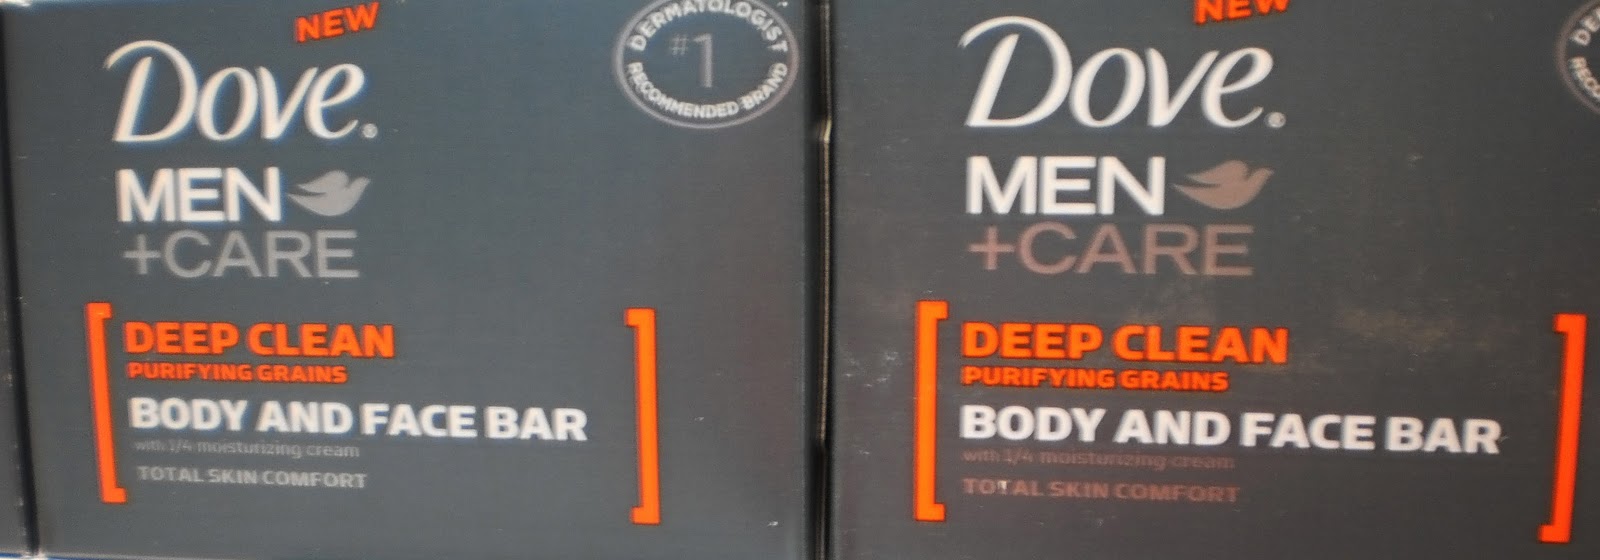 NEW
Dove®
MEN
+CARE
DERMATOLOGIST
#1
RECOMMENDED BRAND
DEEP CLEAN
PURIFYING GRAINS
BODY AND FACE BAR
with 1/4 moisturizing cream
TOTAL SKIN COMFORT
NEW
Dove®
MEN
+CARE
DEEP CLEAN
PURIFYING GRAINS
BODY AND FACE BAR
with 1/4 moisturizing cream
TOTAL SKIN COMFORT